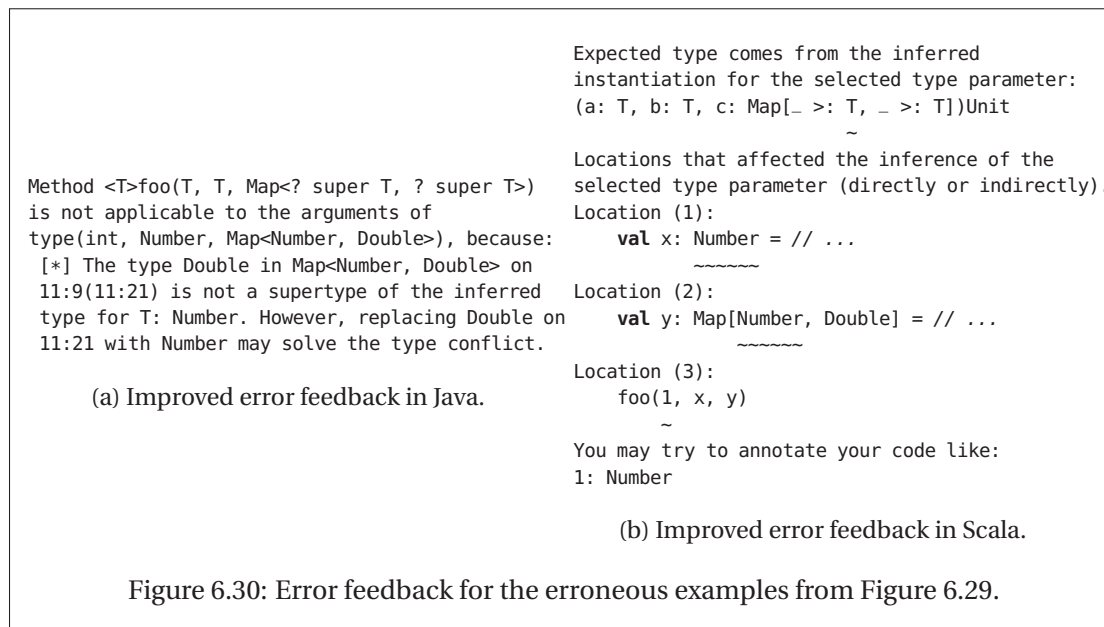 Method <T>foo(T, T, Map<? super T, ? super T>)
is not applicable to the arguments of
type(int, Number, Map<Number, Double>), because:
[*] The type Double in Map<Number, Double> on
11:9(11:21) is not a supertype of the inferred
type for T: Number. However, replacing Double on
11:21 with Number may solve the type conflict.
(a) Improved error feedback in Java.
Expected type comes from the inferred
instantiation for the selected type parameter:
(a: T, b: T, c: Map[_ >: T, _ >: T])Unit
~
Locations that affected the inference of the
selected type parameter (directly or indirectly).
Location (1):
val x: Number = // ...
~~~~~~
Location (2):
val y: Map[Number, Double] = // ...
~~~~~~
Location (3):
foo(1, x, y)
~
You may try to annotate your code like:
1: Number
(b) Improved error feedback in Scala.
Figure 6.30: Error feedback for the erroneous examples from Figure 6.29.